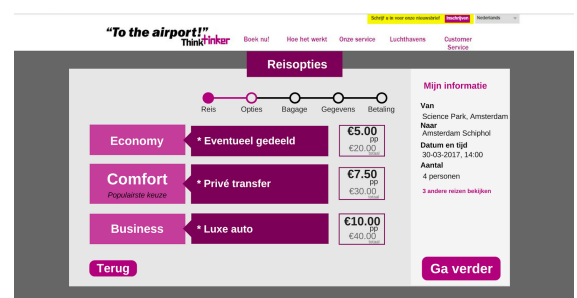 Schrijf u te voor onze nieuwsbrief Inschrijven Nederlands
"To the airport!"
Thinktinker
Boek nu! Hoe het werkt Onze service Luchthavens Customer Service
Reisopties
Reis Opties Bagage Gegevens Betaling
Economy
* Eventueel gedeeld
€5.00
pp
€20.00
totaal
Comfort
Populairste keuze
* Privé transfer
€7.50
pp
€30.00
totaal
Business
* Luxe auto
€10.00
pp
€40.00
totaal
Terug
Mijn informatie
Van
Science Park, Amsterdam
Naar
Amsterdam Schiphol
Datum en tijd
30-03-2017, 14:00
Aantal
4 personen
3 andere reizen bekijken
Ga verder